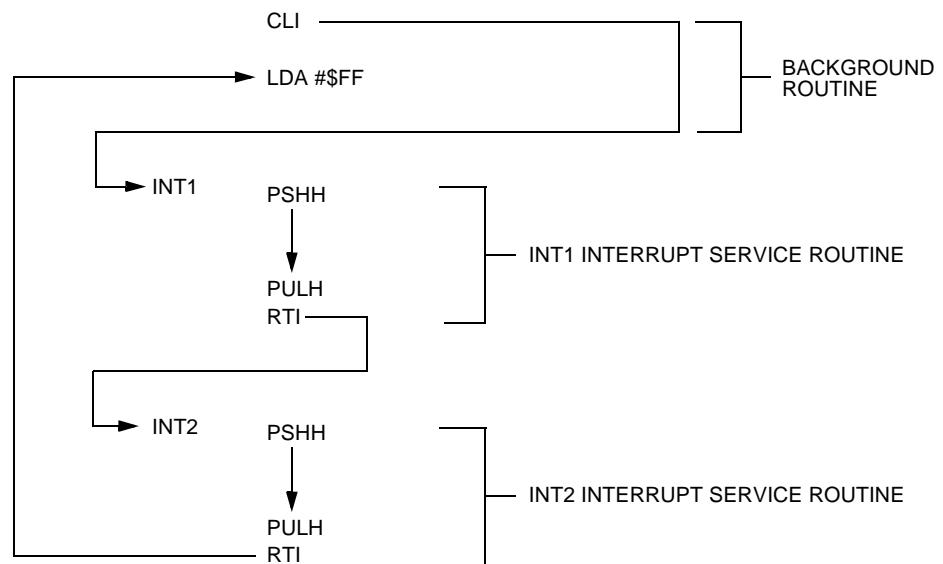 CLI
LDA #$FF
BACKGROUND
ROUTINE
INT1
PSHH
INT1 INTERRUPT SERVICE ROUTINE
PULH
RTI
INT2
PSHH
INT2 INTERRUPT SERVICE ROUTINE
PULH
RTI